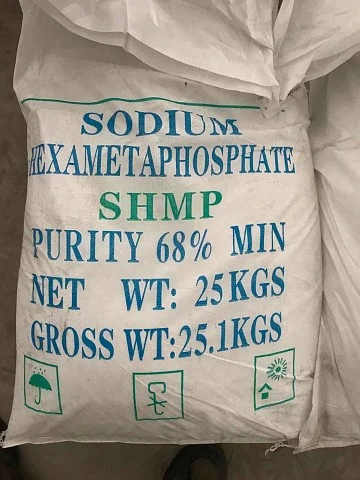 SODIUM
HEXAMETAPHOSPHATE
SHMP
PURITY 68% MIN
NET WT: 25KGS
GROSS WT:25.1KGS